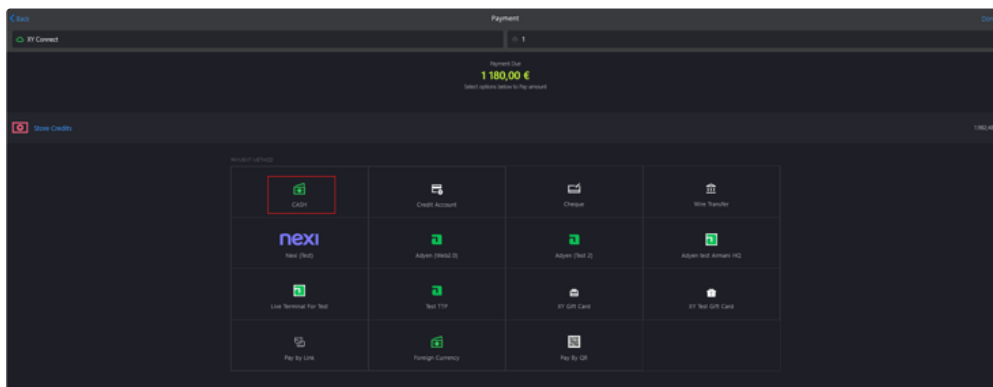 Back
Payment
Don
XY Connect
1
Payment Due
1 180,00 €
Select options below to Pay amount
Store Credits
PAYMENT METHOD
CASH
Credit Account
Cheque
Wire Transfer
nexi
Nexi (Test)
Adyen (Web2.0)
Adyen (Test 2)
Adyen test Armani HQ
Live Terminal For Test
Test TTP
XY Gift Card
XY Test Gift Card
Pay by Link
Foreign Currency
Pay By QR